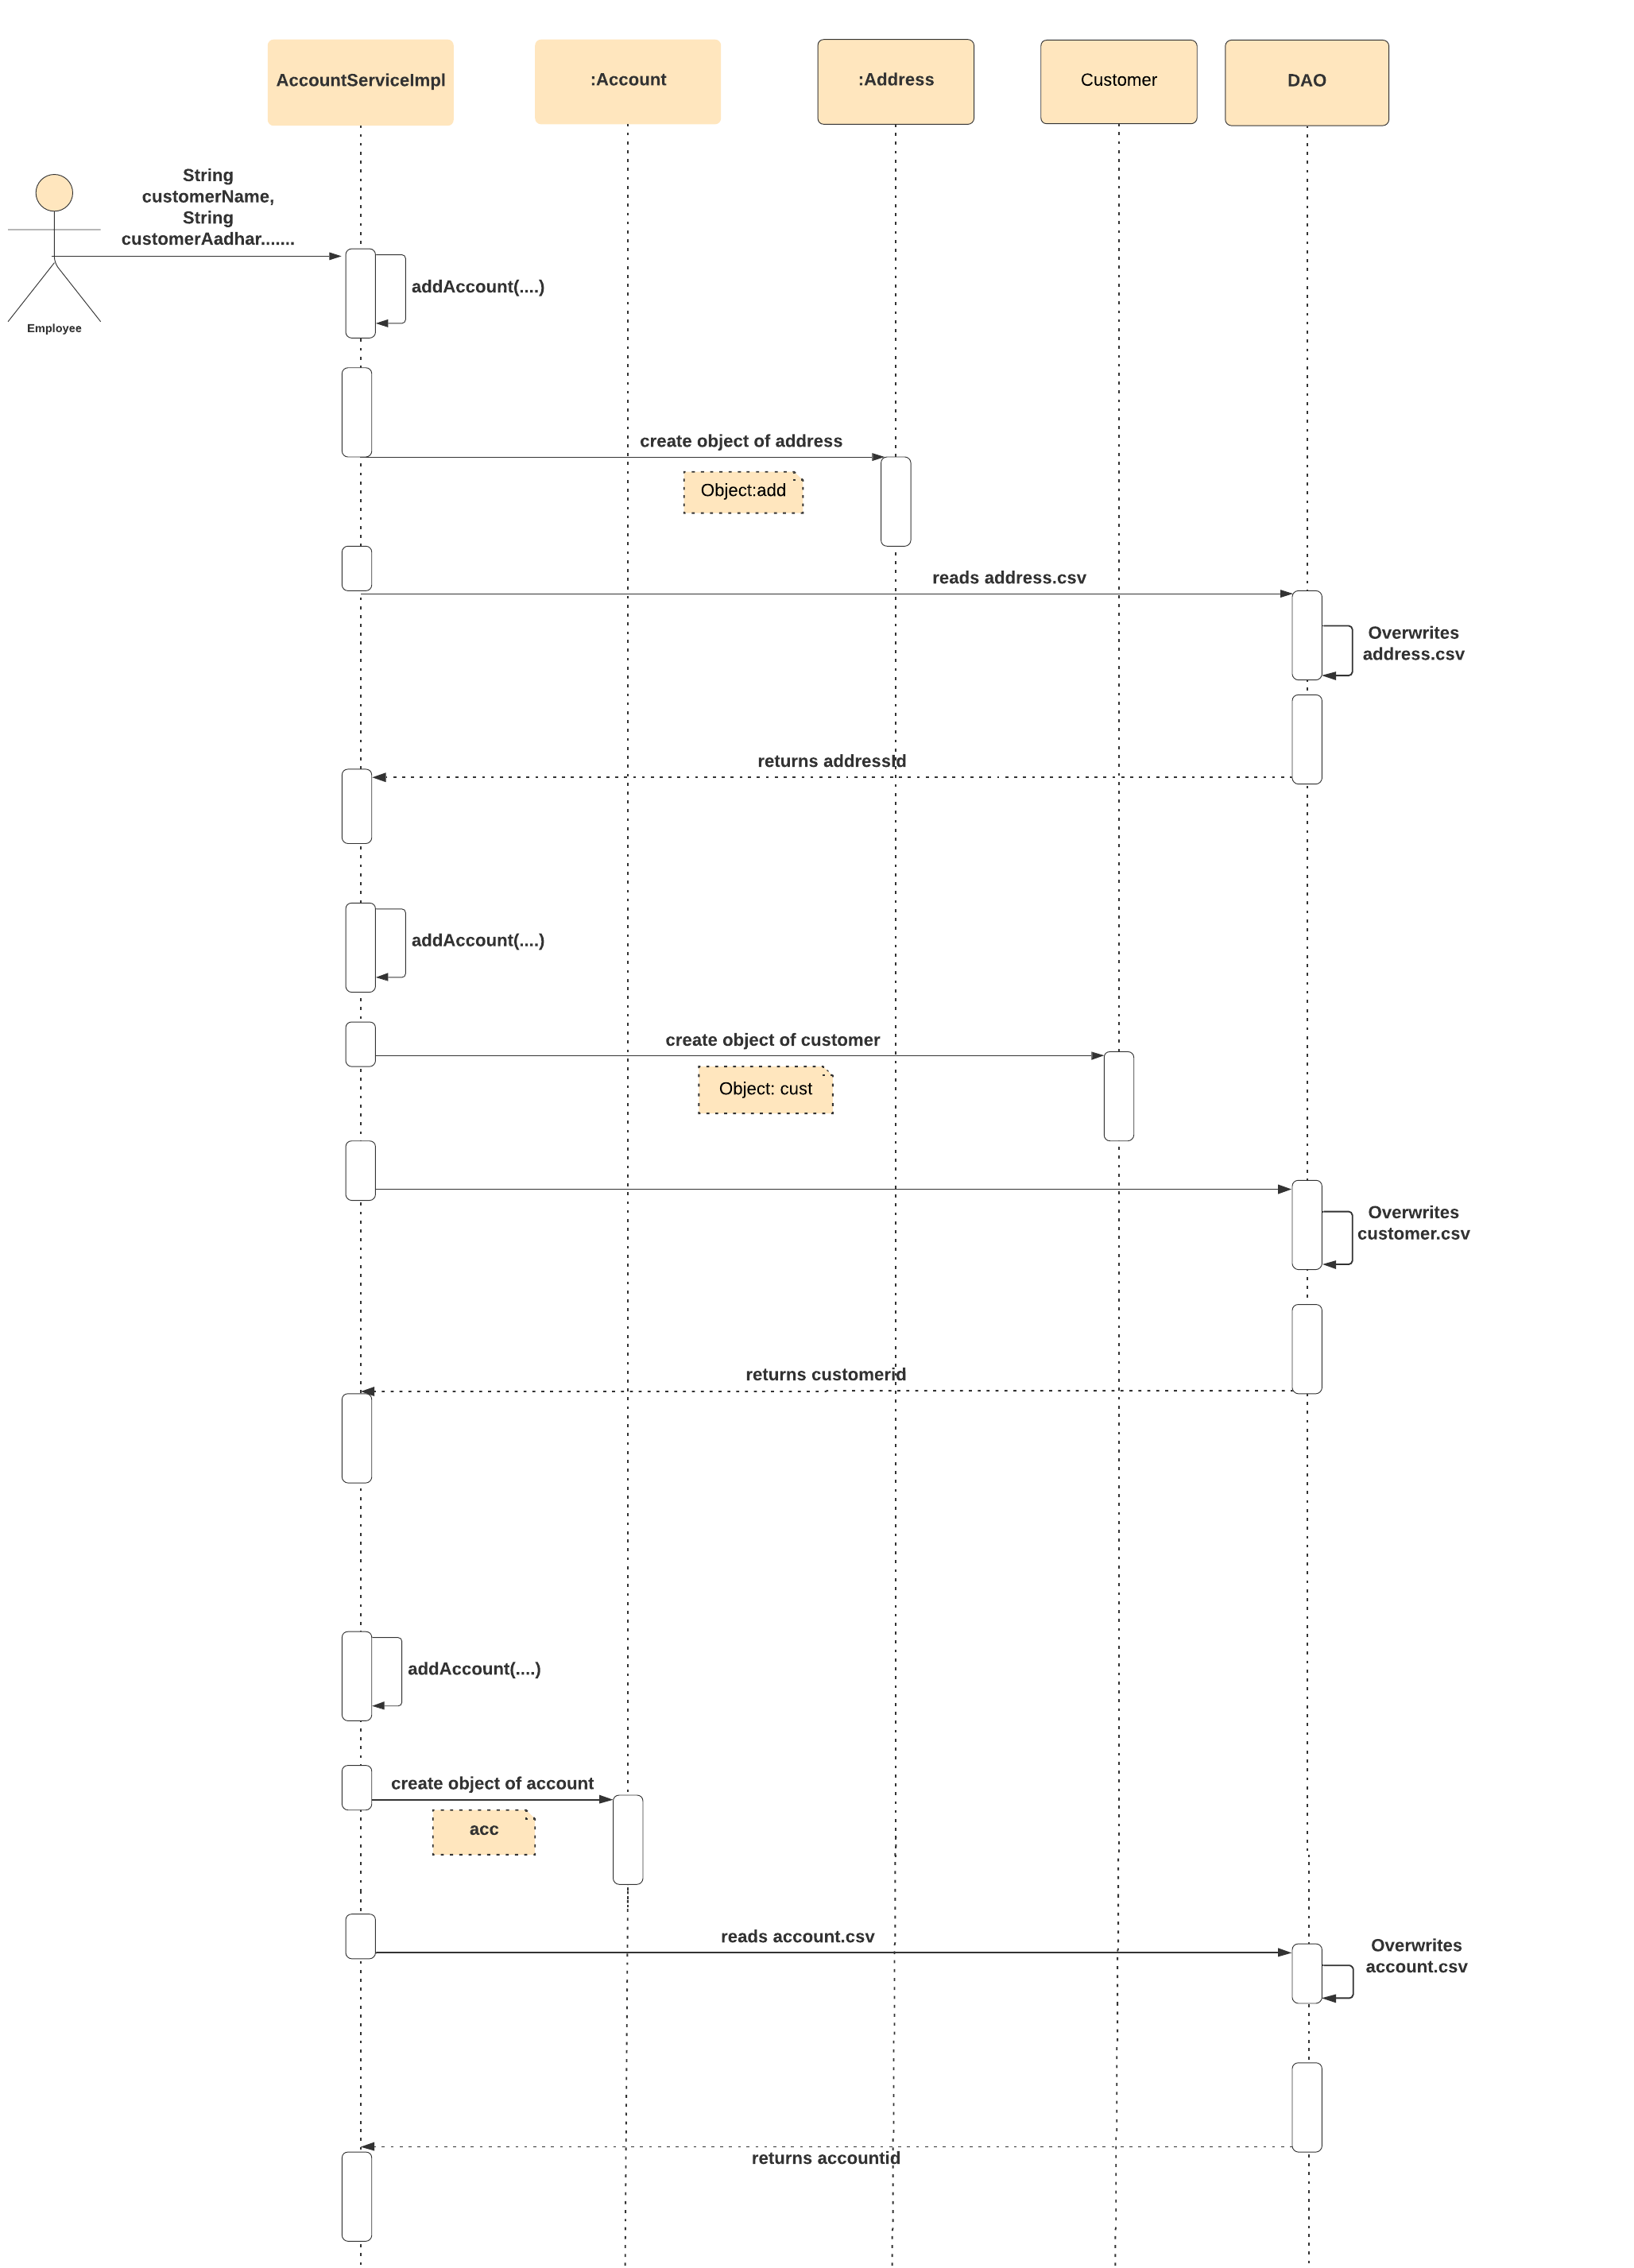 AccountServiceImpl
:Account
:Address
Customer
DAO
String
customerName,
String
customerAadhar.......
Employee
addAccount(....)
create object of address
Object:add
reads address.csv
Overwrites
address.csv
returns addressId
addAccount(....)
create object of customer
Object: cust
Overwrites
customer.csv
returns customerid
addAccount(....)
create object of account
acc
reads account.csv
Overwrites
account.csv
returns accountid